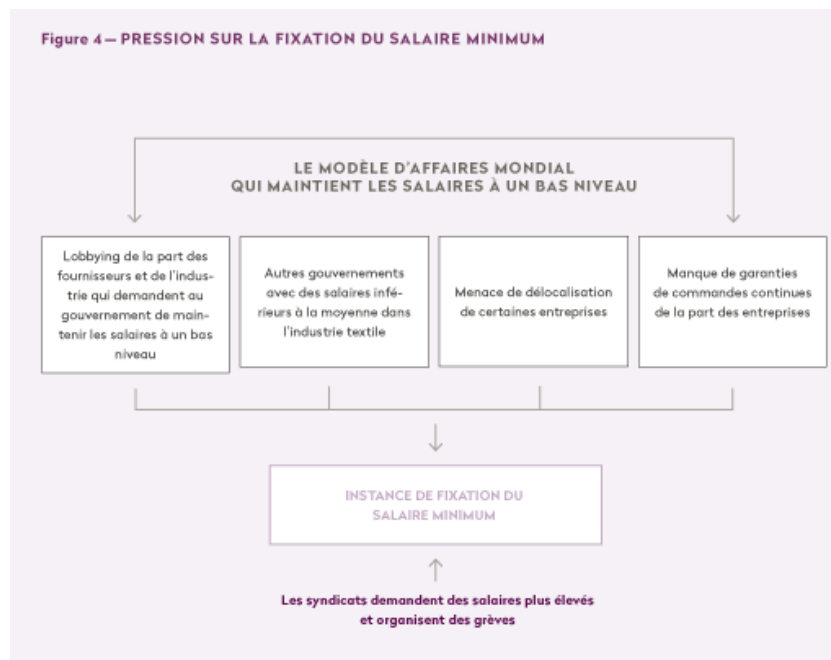 Figure 4 — PRESSION SUR LA FIXATION DU SALAIRE MINIMUM
LE MODÈLE D'AFFAIRES MONDIAL
QUI MAINTIENT LES SALAIRES À UN BAS NIVEAU
Lobbying de la part des
fournisseurs et de l'indus-
trie qui demandent au
gouvernement de main-
tenir les salaires à un bas
niveau
Autres gouvernements
avec des salaires infé-
rieurs à la moyenne dans
l'industrie textile
Menace de délocalisation
de certaines entreprises
Manque de garanties
de commandes continues
de la part des entreprises
INSTANCE DE FIXATION DU
SALAIRE MINIMUM
Les syndicats demandent des salaires plus élevés
et organisent des grèves